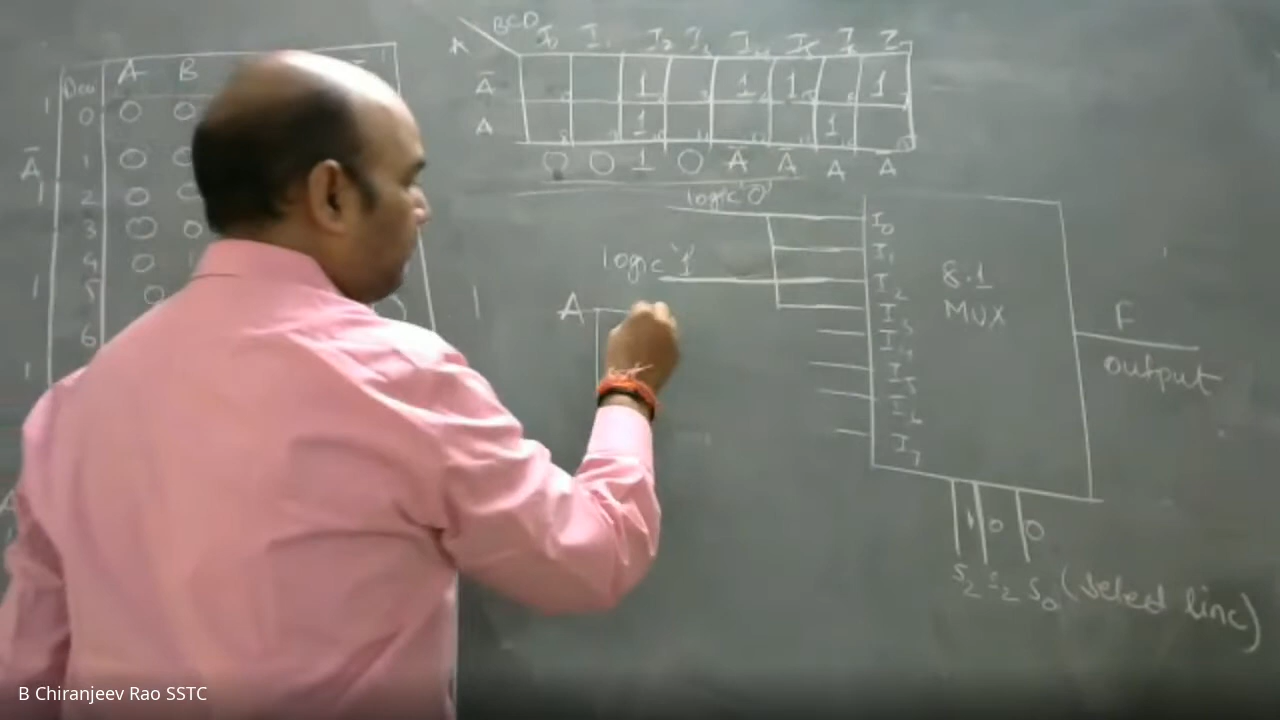 Dec A B
0 0 0
1 0
2 0
3 0 0
4 0
5 0
6
Ā
BCD
A
I0 I1 I2 I3 I4 I5 I6 I7
Ā 1 1 1 1
A 1 1
0 0 1 0 Ā Ā A Ā
logic '0'
logic '1'
A
I0
I1
I2
I3
I4
I5
I6
I7
8:1
MUX
F
output
1 0 0
S2 S2 S0 (select line)
B Chiranjeev Rao SSTC